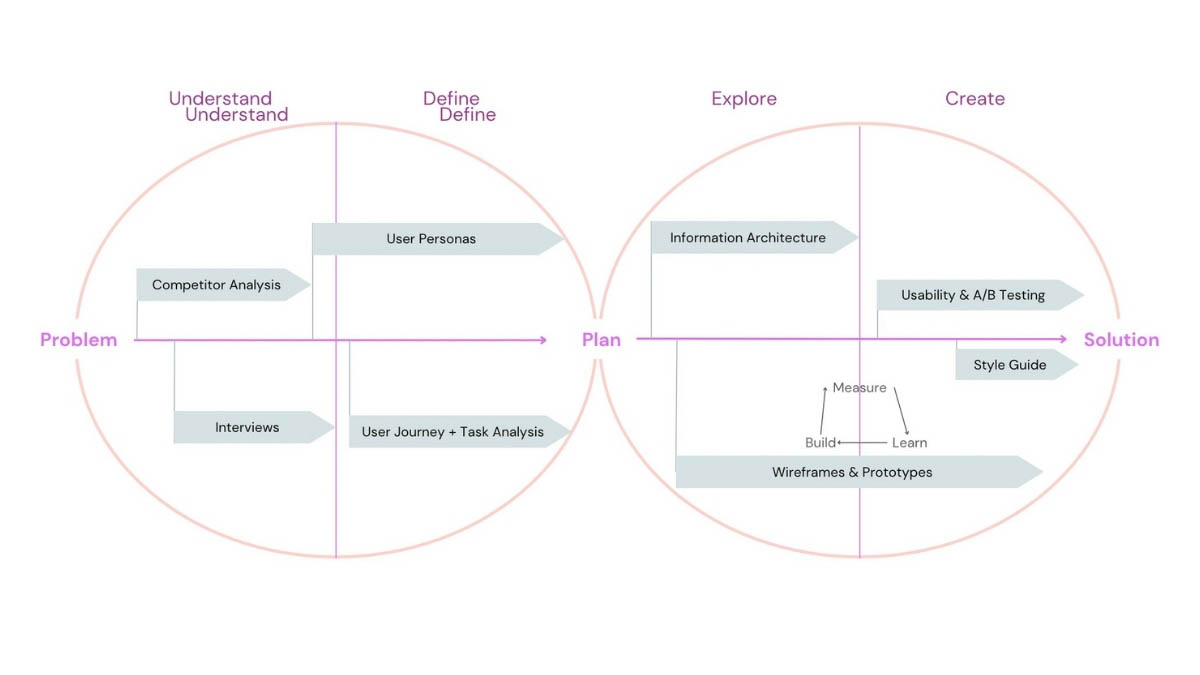 Understand
Understand
Define
Define
Explore
Create
User Personas
Information Architecture
Competitor Analysis
Usability & A/B Testing
Problem
Plan
Solution
Style Guide
Measure
Interviews
User Journey + Task Analysis
Build
Learn
Wireframes & Prototypes